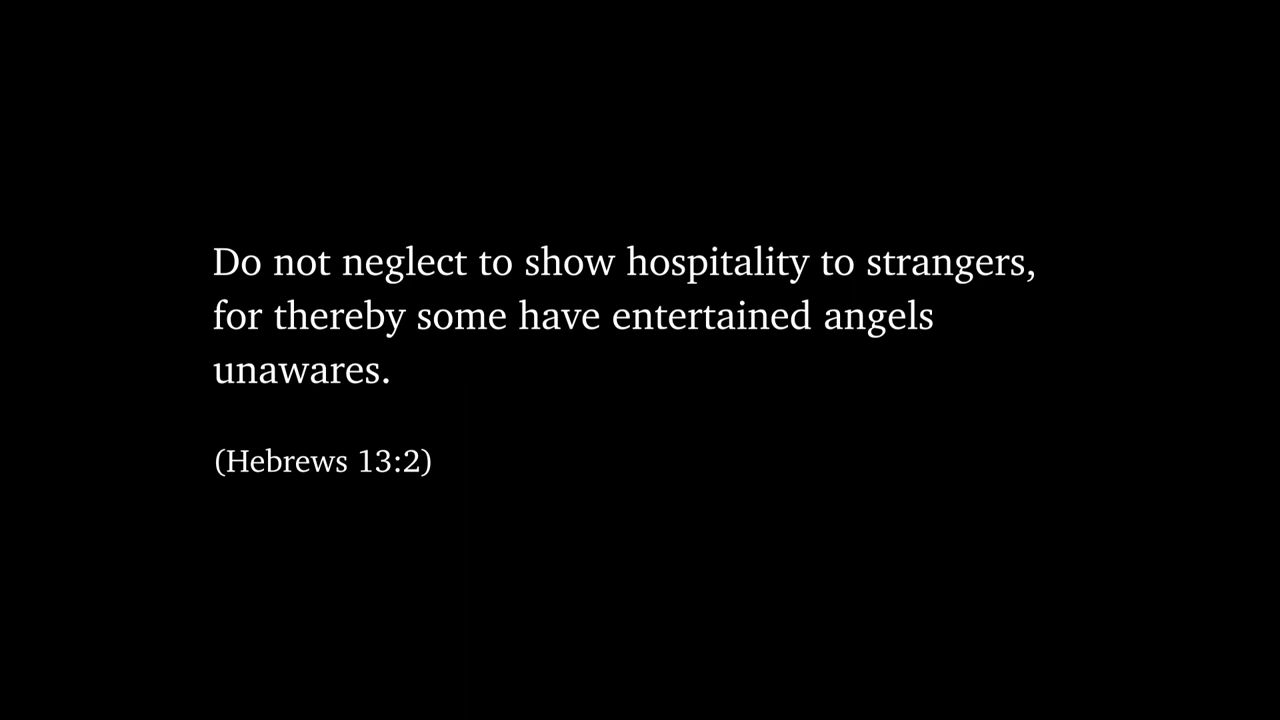 Do not neglect to show hospitality to strangers,
for thereby some have entertained angels
unawares.
(Hebrews 13:2)